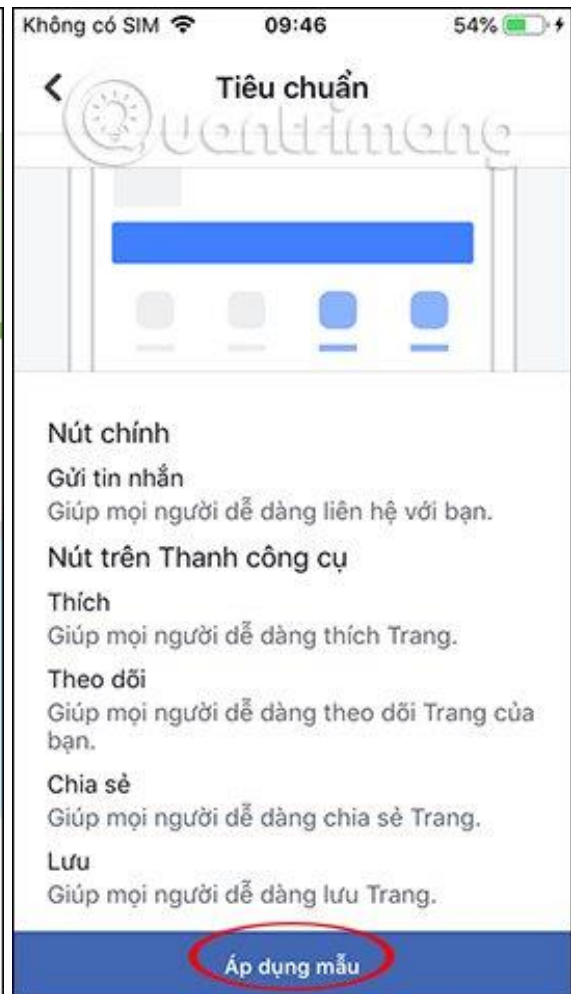 Không có SIM 09:46 54%
Tiêu chuẩn
Quantrimang
Nút chính
Gửi tin nhắn
Giúp mọi người dễ dàng liên hệ với bạn.
Nút trên Thanh công cụ
Thích
Giúp mọi người dễ dàng thích Trang.
Theo dõi
Giúp mọi người dễ dàng theo dõi Trang của
bạn.
Chia sẻ
Giúp mọi người dễ dàng chia sẻ Trang.
Lưu
Giúp mọi người dễ dàng lưu Trang.
Áp dụng mẫu